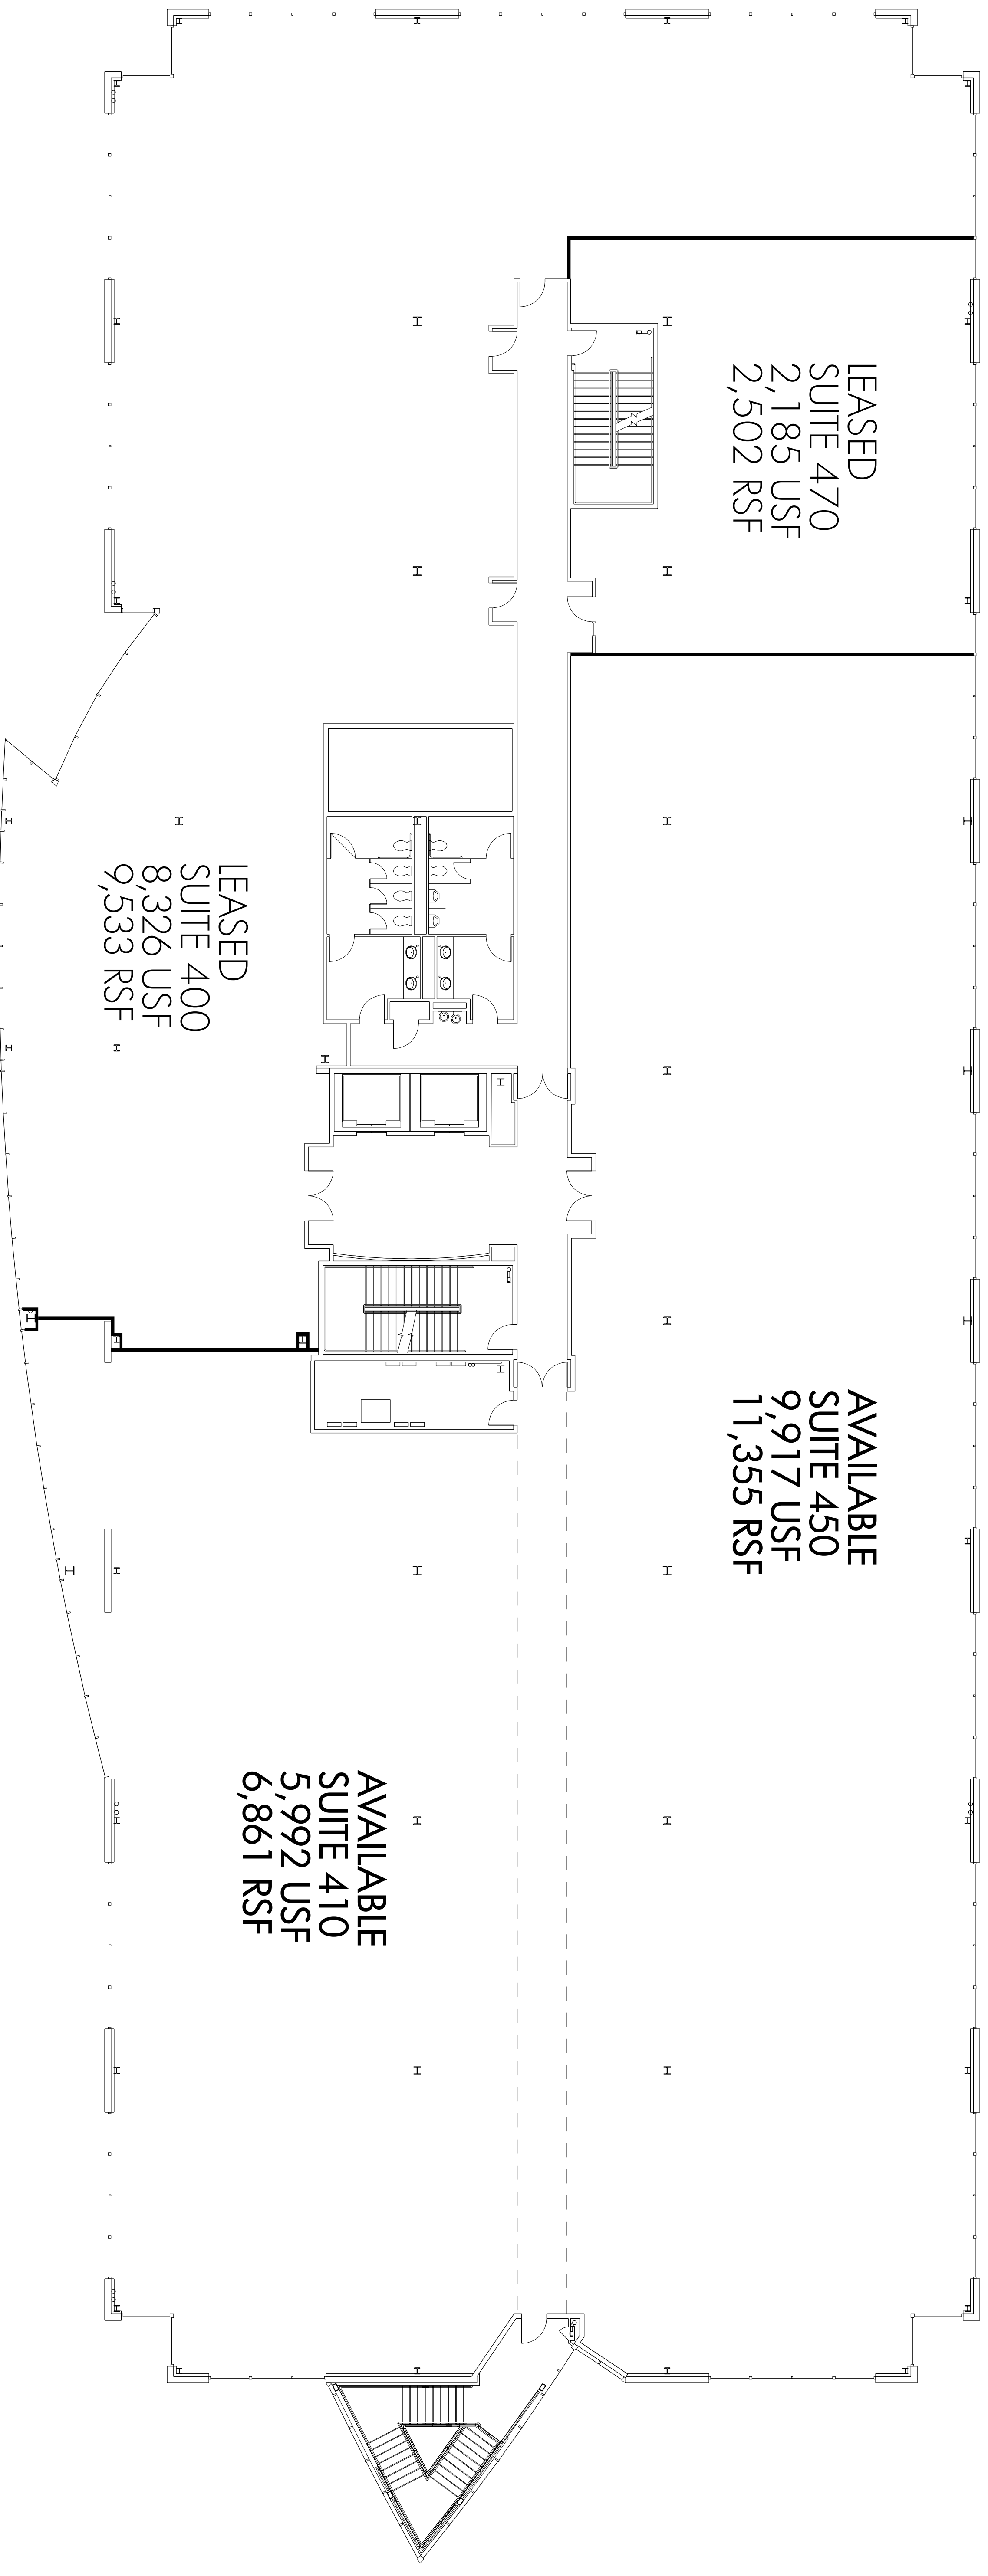 LEASED
SUITE 470
2,185 USF
2,502 RSF
LEASED
SUITE 400
8,326 USF
9,533 RSF
AVAILABLE
SUITE 450
9,917 USF
11,355 RSF
AVAILABLE
SUITE 410
5,992 USF
6,861 RSF